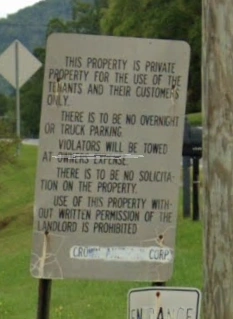 THIS PROPERTY IS PRIVATE
PROPERTY FOR THE USE OF THE
TENANTS AND THEIR CUSTOMERS
ONLY.
THERE IS TO BE NO OVERNIGHT
OR TRUCK PARKING
VIOLATORS WILL BE TOWED
AT OWNERS EXPENSE.
THERE IS TO BE NO SOLICITA-
TION ON THE PROPERTY.
USE OF THIS PROPERTY WITH-
OUT WRITTEN PERMISSION OF THE
LANDLORD IS PROHIBITED
CORP